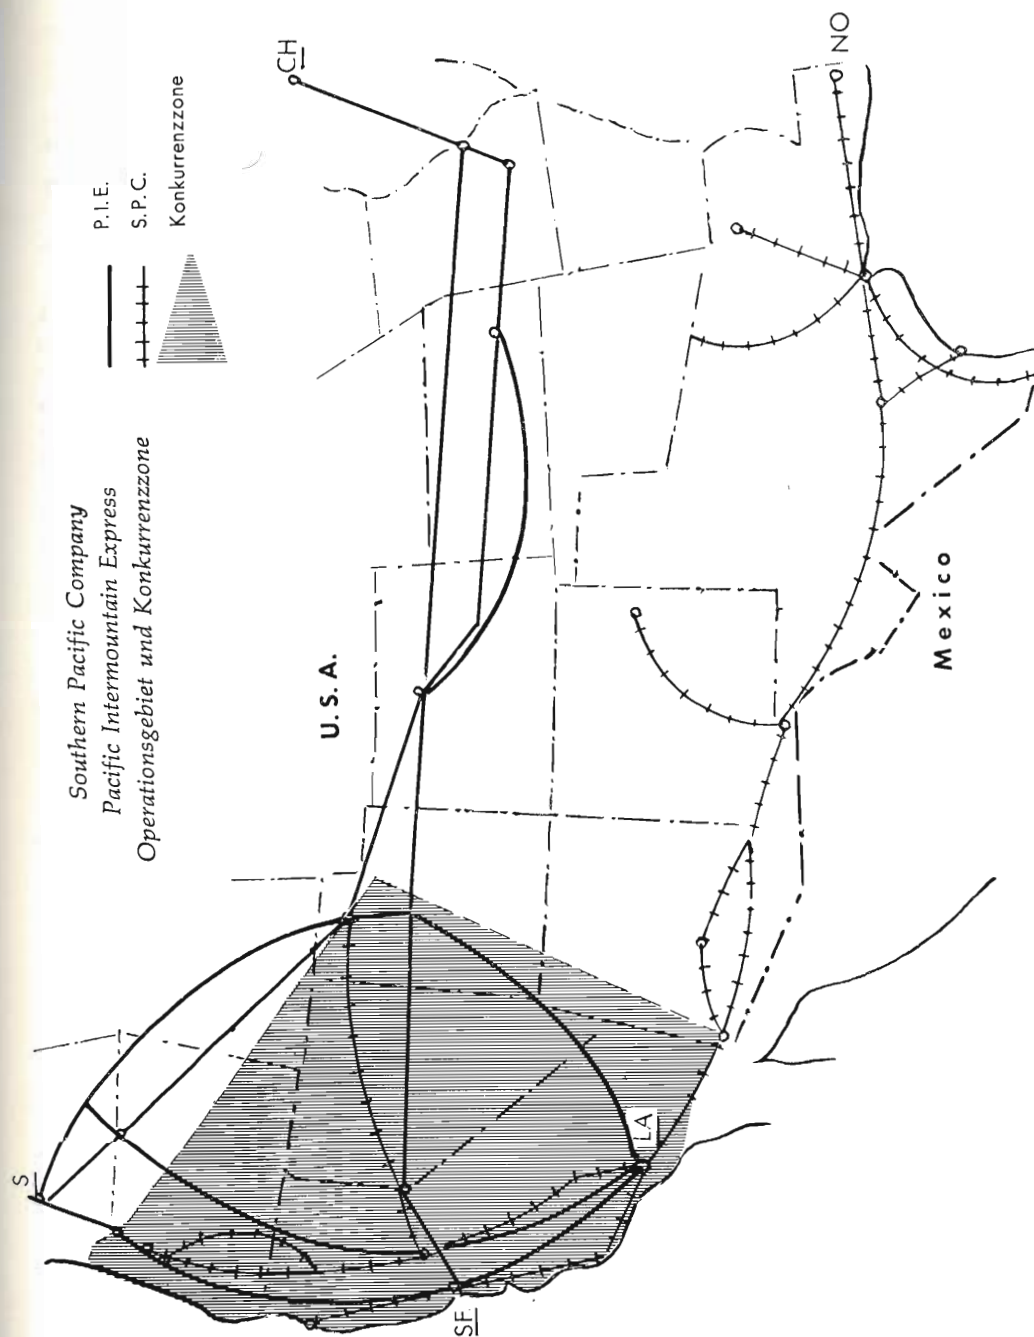 Southern Pacific Company
Pacific Intermountain Express
Operationsgebiet und Konkurrenzzone
P.I.E.
S.P.C.
Konkurrenzzone
S
CH
U.S.A.
SF
LA
NO
Mexico